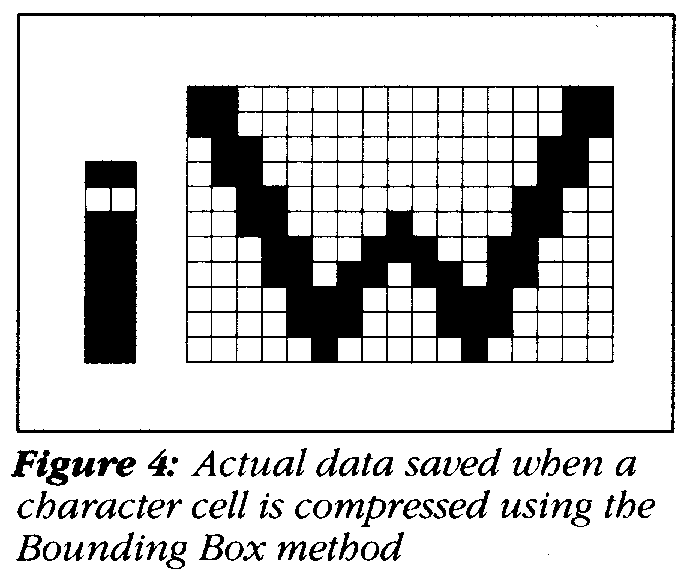 Figure 4: Actual data saved when a
character cell is compressed using the
Bounding Box method